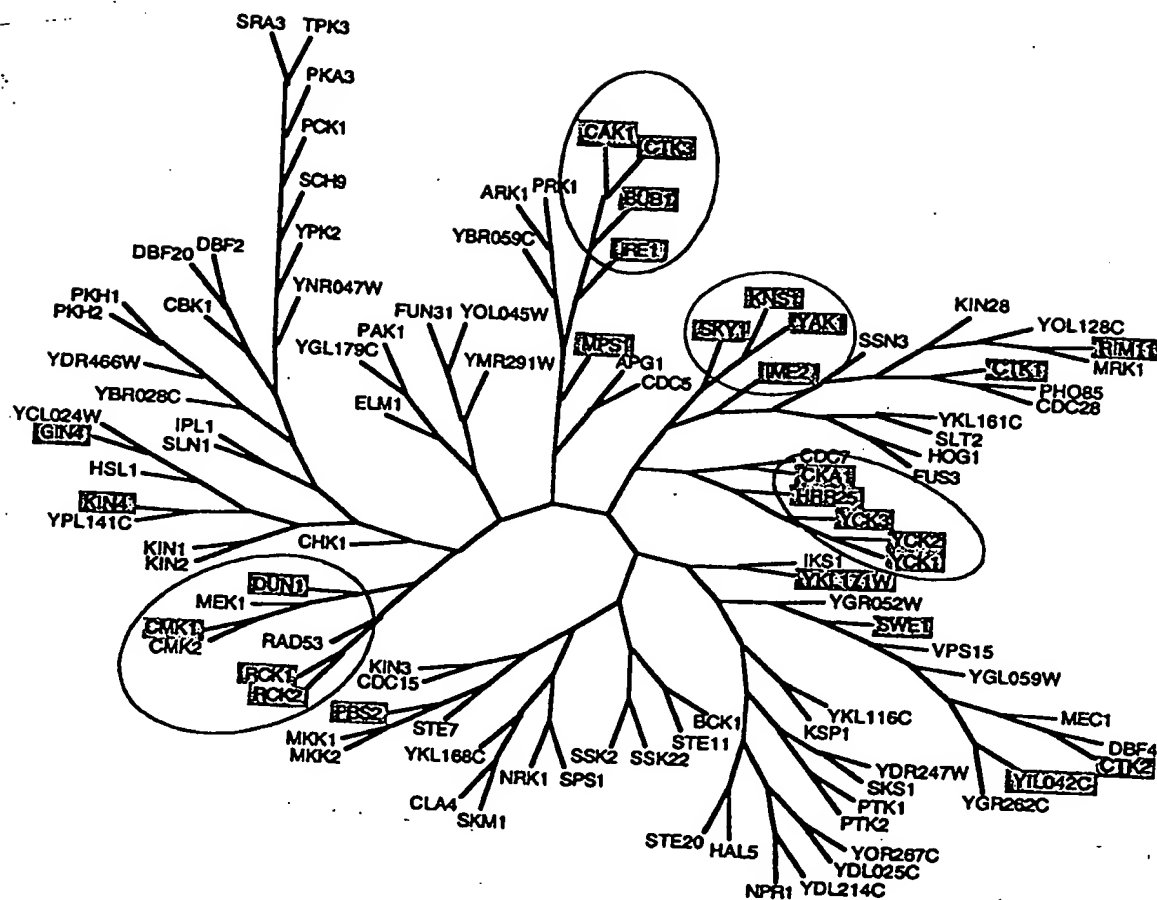 SRA3
TPK3
PKA3
PCK1
SCH9
YPK2
YNR047W
DBF20
DBF2
CBK1
PKH1
PKH2
YDR466W
YBR028C
YCL024W
GIN4
HSL1
KIN4
YPL141C
KIN1
KIN2
IPL1
SLN1
CHK1
ARK1
PRK1
YBR059C
CAK1
CTK3
BUB1
IRE1
MPS1
APG1
CDC5
FUN31
YOL045W
PAK1
YGL179C
YMR291W
ELM1
KNS1
SKY1
YAK1
IME2
SSN3
KIN28
YOL128C
RIM11
MRK1
CTK1
PHO85
CDC28
YKL161C
SLT2
HOG1
FUS3
CDC7
CKA1
HRR25
YCK3
YCK2
YCK1
IKS1
YKL171W
YGR052W
SWE1
VPS15
YGL059W
MEC1
DBF4
CTK2
YIL042C
YGR262C
YKL116C
KSP1
YDR247W
SKS1
PTK1
PTK2
YOR267C
YDL025C
YDL214C
NPR1
HAL5
STE20
BCK1
STE11
SSK22
SSK2
SPS1
NRK1
SKM1
CLA4
YKL168C
STE7
MKK2
MKK1
PBS2
CDC15
KIN3
DUN1
MEK1
CMK1
CMK2
RAD53
RCK1
RCK2